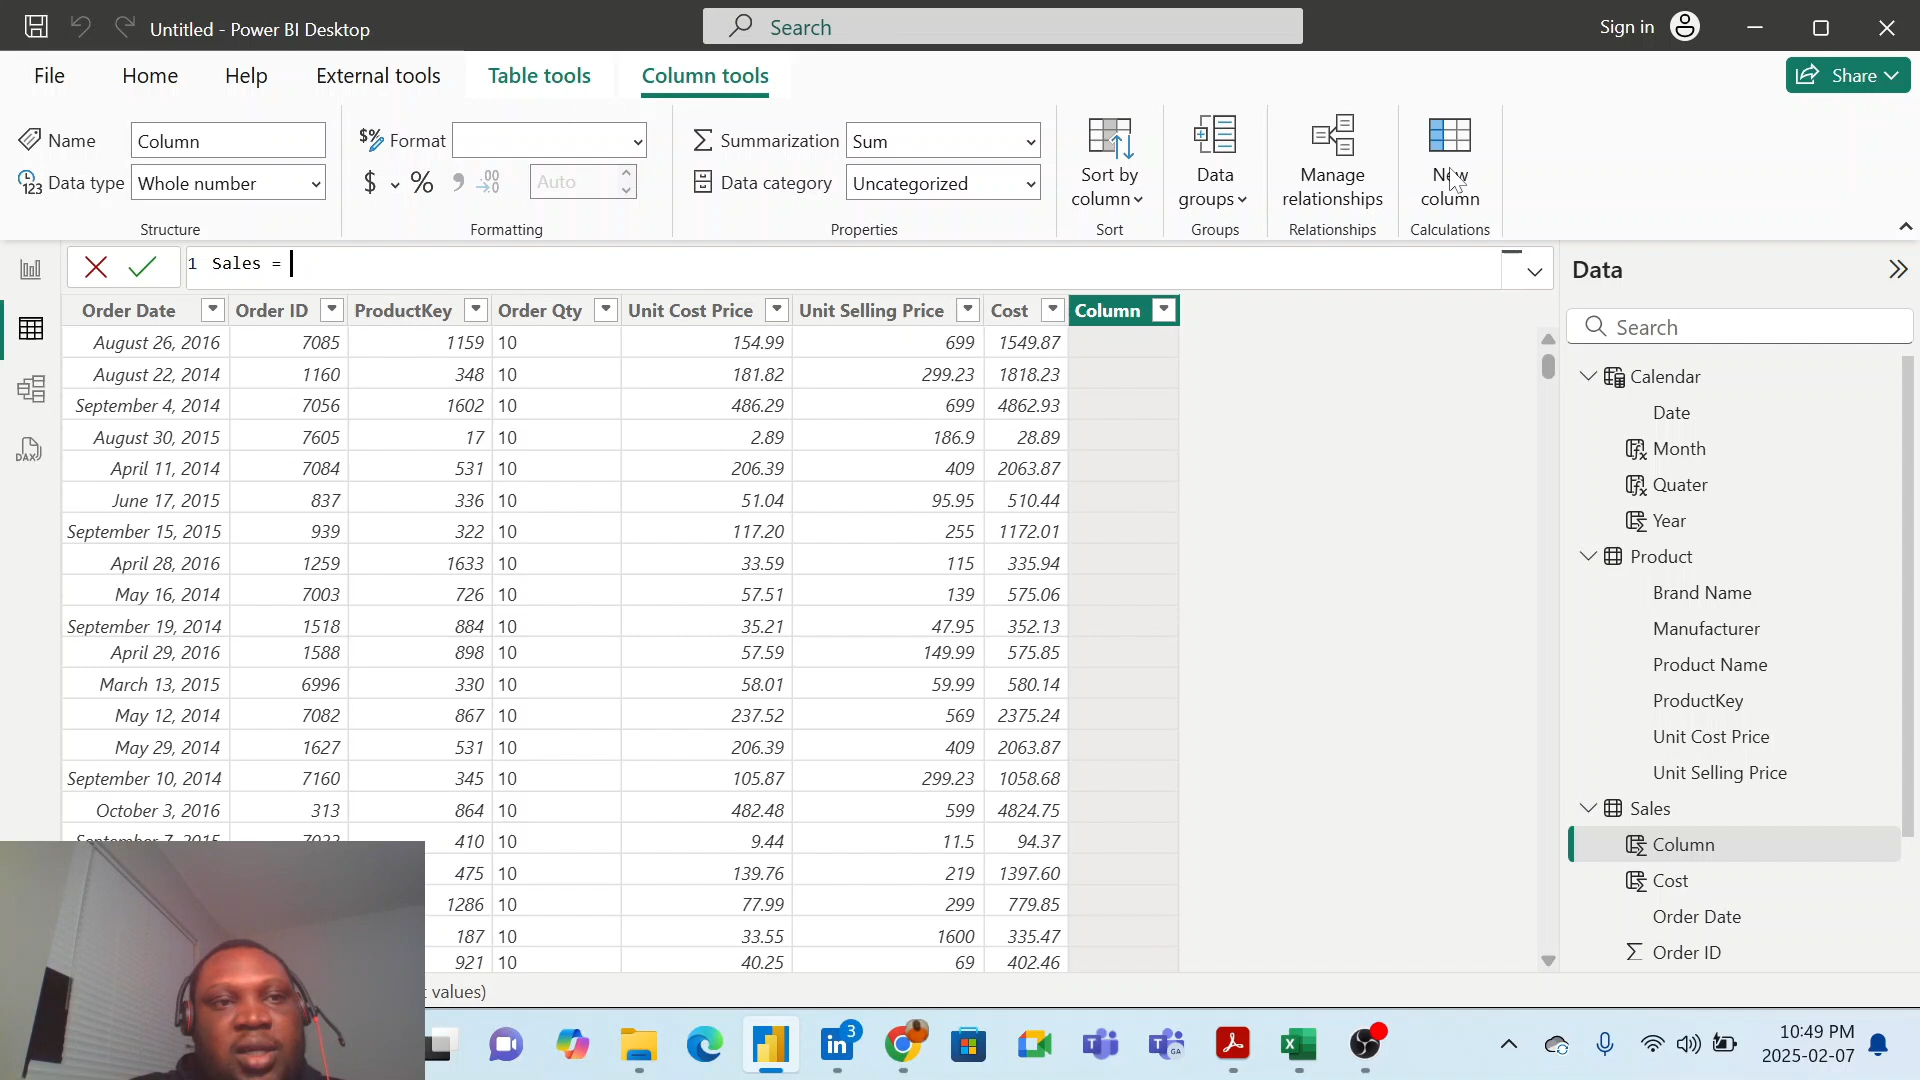 Untitled - Power BI Desktop
Search
Sign in
File Home Help External tools Table tools Column tools
Share
Name Column
Data type Whole number
Structure
Format
$ % Auto
Formatting
Summarization Sum
Data category Uncategorized
Properties
Sort by column
Sort
Data groups
Groups
Manage relationships
Relationships
New column
Calculations
1 Sales =
Order Date Order ID ProductKey Order Qty Unit Cost Price Unit Selling Price Cost Column
August 26, 2016 7085 1159 10 154.99 699 1549.87
August 22, 2014 1160 348 10 181.82 299.23 1818.23
September 4, 2014 7056 1602 10 486.29 699 4862.93
August 30, 2015 7605 17 10 2.89 186.9 28.89
April 11, 2014 7084 531 10 206.39 409 2063.87
June 17, 2015 837 336 10 51.04 95.95 510.44
September 15, 2015 939 322 10 117.20 255 1172.01
April 28, 2016 1259 1633 10 33.59 115 335.94
May 16, 2014 7003 726 10 57.51 139 575.06
September 19, 2014 1518 884 10 35.21 47.95 352.13
April 29, 2016 1588 898 10 57.59 149.99 575.85
March 13, 2015 6996 330 10 58.01 59.99 580.14
May 12, 2014 7082 867 10 237.52 569 2375.24
May 29, 2014 1627 531 10 206.39 409 2063.87
September 10, 2014 7160 345 10 105.87 299.23 1058.68
October 3, 2016 313 864 10 482.48 599 4824.75
410 10 9.44 11.5 94.37
475 10 139.76 219 1397.60
1286 10 77.99 299 779.85
187 10 33.55 1600 335.47
921 10 40.25 69 402.46
values)
Data
Search
Calendar
Date
Month
Quater
Year
Product
Brand Name
Manufacturer
Product Name
ProductKey
Unit Cost Price
Unit Selling Price
Sales
Column
Cost
Order Date
Order ID
3
10:49 PM
2025-02-07